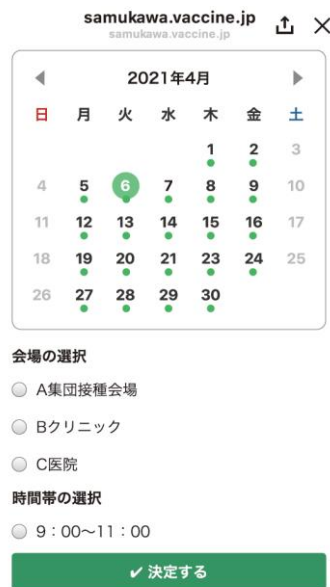 samukawa.vaccine.jp
samukawa.vaccine.jp
2021年4月
日 月 火 水 木 金 土
1 2 3
4 5 6 7 8 9 10
11 12 13 14 15 16 17
18 19 20 21 23 24 25
26 27 28 29 30
会場の選択
A集団接種会場
Bクリニック
C医院
時間帯の選択
9:00〜11:00
✔ 決定する